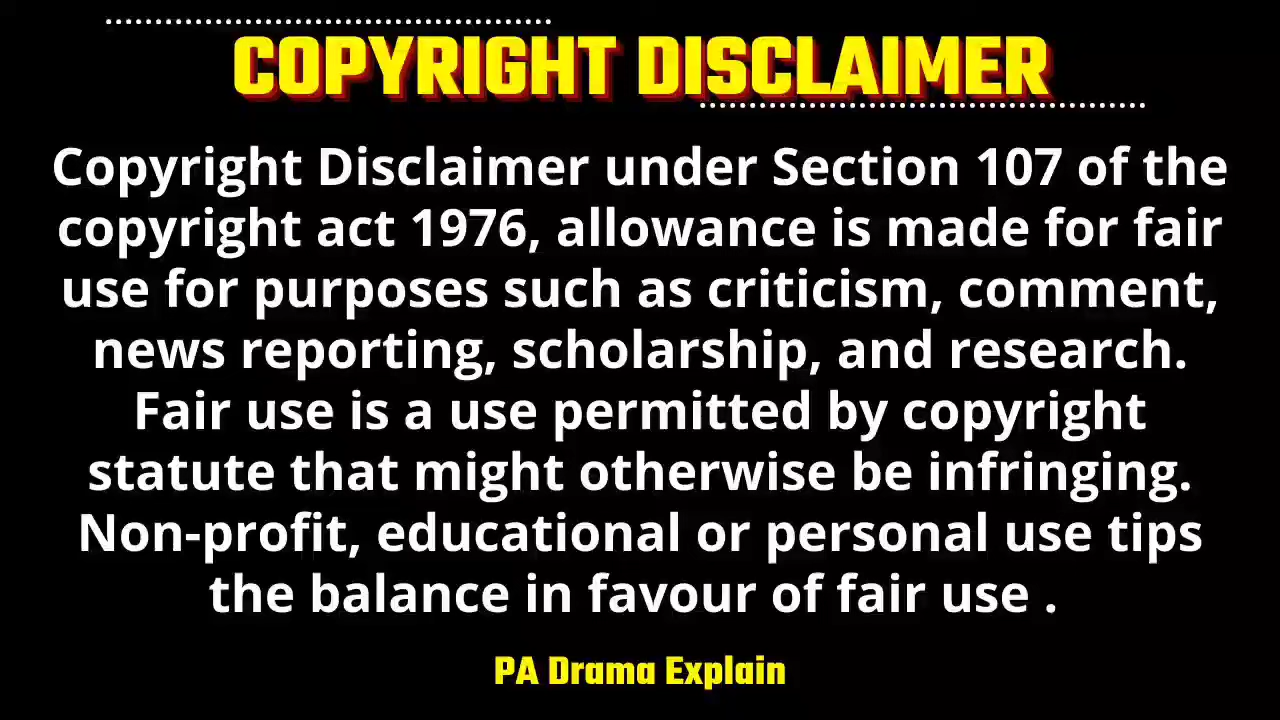 COPYRIGHT DISCLAIMER
Copyright Disclaimer under Section 107 of the
copyright act 1976, allowance is made for fair
use for purposes such as criticism, comment,
news reporting, scholarship, and research.
Fair use is a use permitted by copyright
statute that might otherwise be infringing.
Non-profit, educational or personal use tips
the balance in favour of fair use .
PA Drama Explain